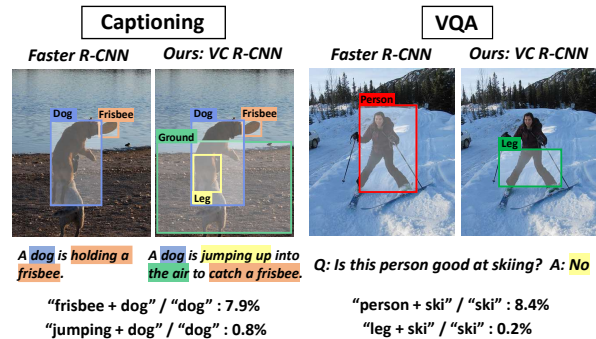 Captioning
Faster R-CNN
Ours: VC R-CNN
Dog
Frisbee
Dog
Frisbee
Ground
Leg
A dog is holding a
frisbee.
A dog is jumping up into
the air to catch a frisbee.
"frisbee + dog" / "dog" : 7.9%
"jumping + dog" / "dog" : 0.8%
VQA
Faster R-CNN
Ours: VC R-CNN
Person
Leg
Q: Is this person good at skiing? A: No
"person + ski" / "ski" : 8.4%
"leg + ski" / "ski" : 0.2%